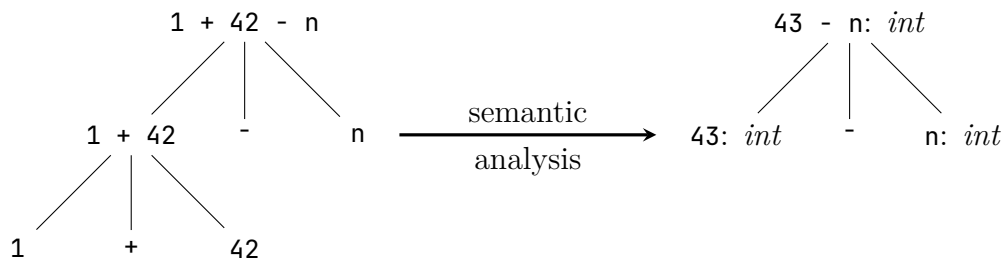 1 + 42 - n
43 - n: int
1 + 42
-
n
semantic
analysis
43: int
-
n: int
1
+
42